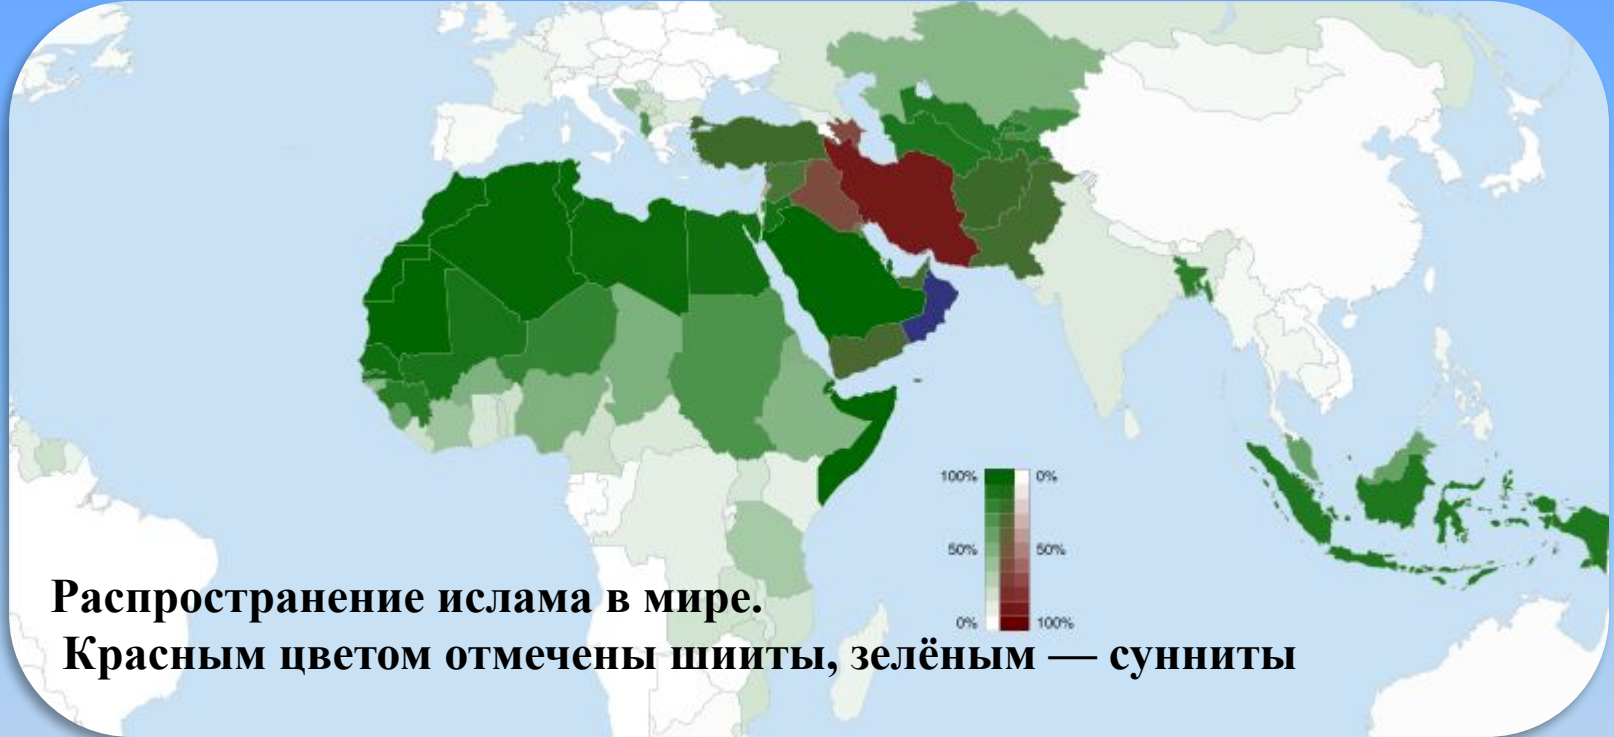 100% 0%
50% 50%
0% 100%
Распространение ислама в мире.
Красным цветом отмечены шииты, зелёным — сунниты